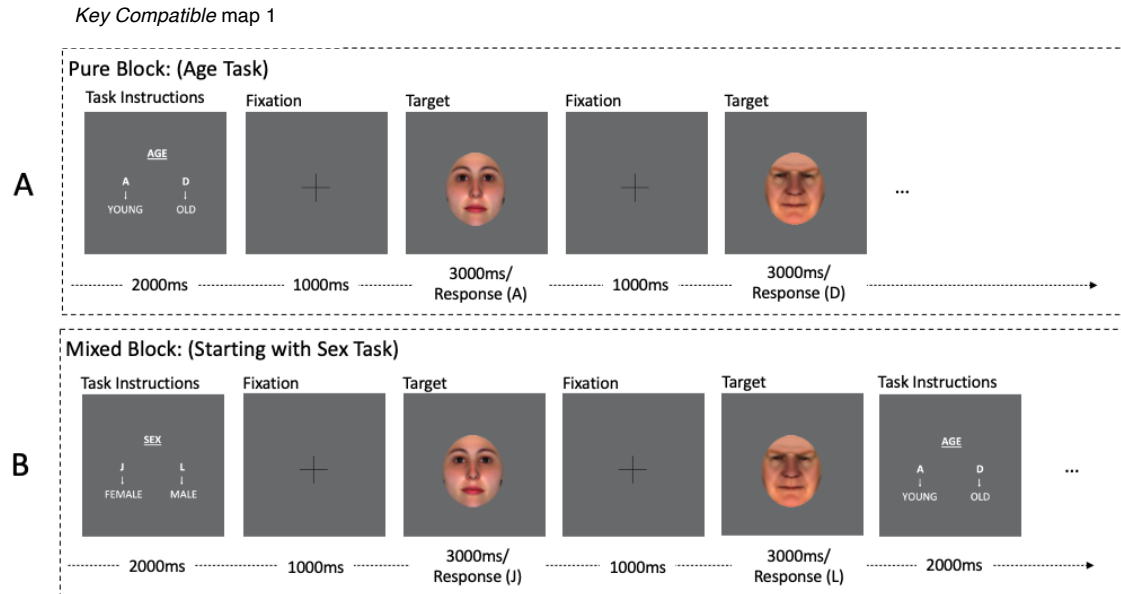 Key Compatible map 1
Pure Block: (Age Task)
Task Instructions Fixation Target Fixation Target
AGE
A D
↓ ↓
YOUNG OLD
A
...
2000ms 1000ms 3000ms/ 1000ms 3000ms/
Response (A) Response (D)
Mixed Block: (Starting with Sex Task)
Task Instructions Fixation Target Fixation Target Task Instructions
SEX AGE
J L A D
↓ ↓ ↓ ↓
FEMALE MALE YOUNG OLD
B
...
2000ms 1000ms 3000ms/ 1000ms 3000ms/ 2000ms
Response (J) Response (L)